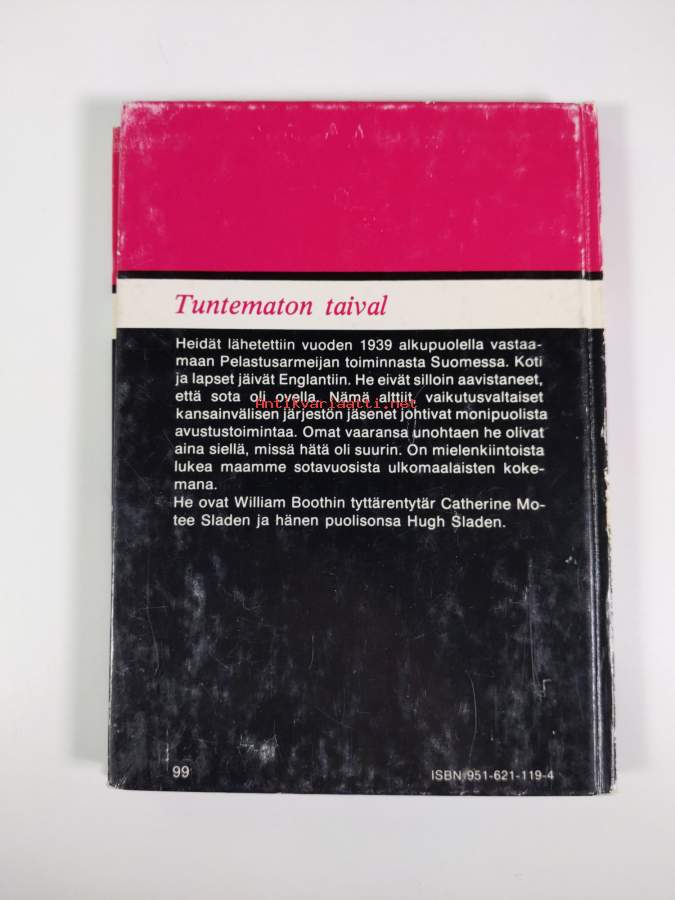 Tuntematon taival
Heidät lähetettiin vuoden 1939 alkupuolella vastaa-
maan Pelastusarmeijan toiminnasta Suomessa. Koti
ja lapset jäivät Englantiin. He eivät silloin aavistaneet,
että sota oli ovella. Nämä alttiit, vaikutusvaltaiset
Antikvariaatti.net
kansainvälisen järjestön jäsenet johtivat monipuolista
avustustoimintaa. Omat vaaransa unohtaen he olivat
aina siellä, missä hätä oli suurin. On mielenkiintoista
lukea maamme sotavuosista ulkomaalaisten koke-
mana.
He ovat William Boothin tyttärentytär Catherine Mo-
tee Sladen ja hänen puolisonsa Hugh Sladen.
99
ISBN 951-621-119-4